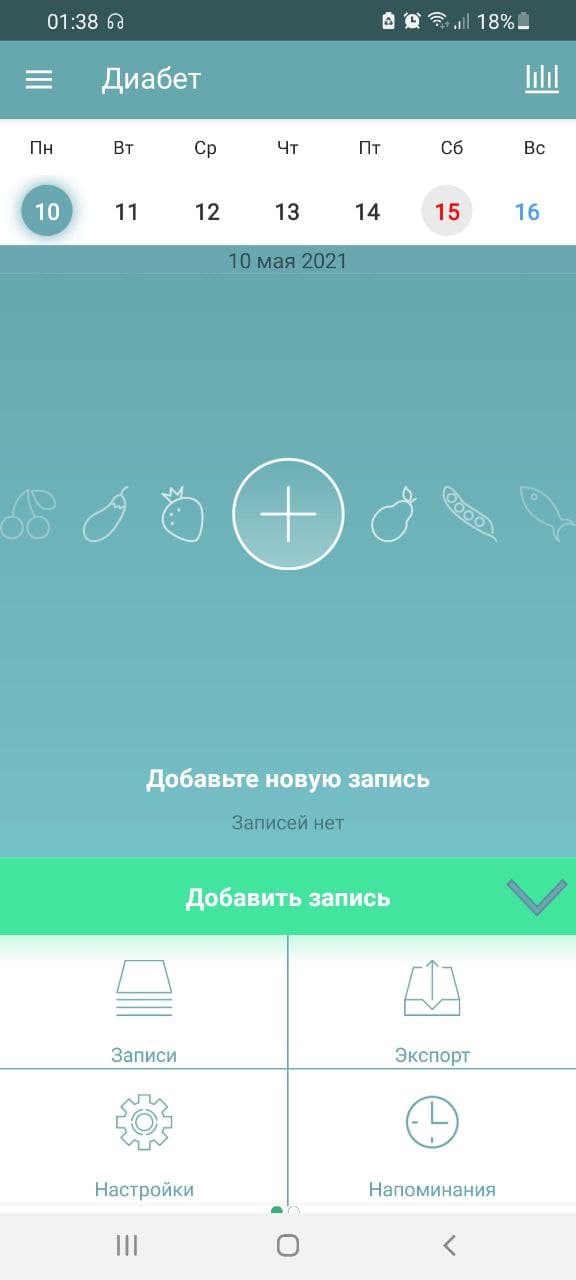 01:38 18%
Диабет
Пн Вт Ср Чт Пт Сб Вс
10 11 12 13 14 15 16
10 мая 2021
Добавьте новую запись
Записей нет
Добавить запись
Записи Экспорт
Настройки Напоминания